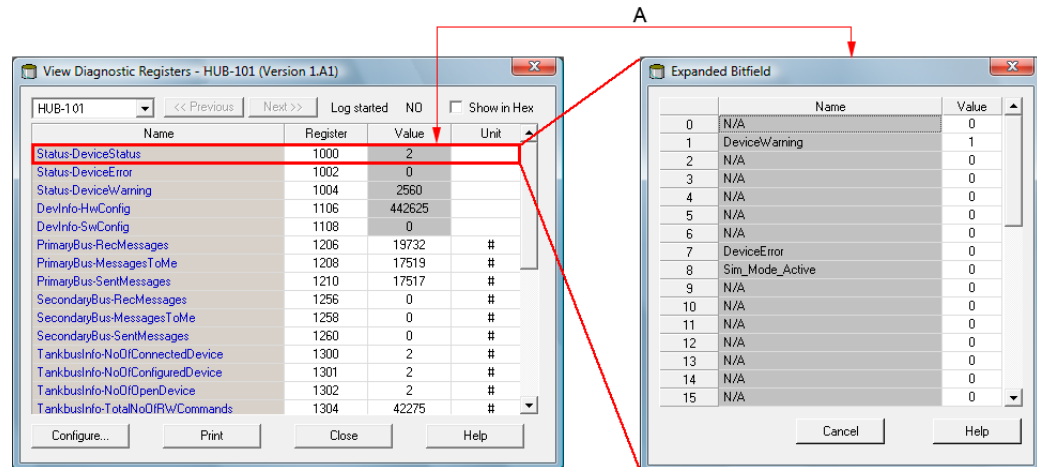 A
View Diagnostic Registers - HUB-101 (Version 1.A1)
HUB-101 << Previous Next >> Log started NO Show in Hex
Name Register Value Unit
Status-DeviceStatus 1000 2
Status-DeviceError 1002 0
Status-DeviceWarning 1004 2560
DevInfo-HwConfig 1106 442625
DevInfo-SwConfig 1108 0
PrimaryBus-RecMessages 1206 19732 #
PrimaryBus-MessagesToMe 1208 17519 #
PrimaryBus-SentMessages 1210 17517 #
SecondaryBus-RecMessages 1256 0 #
SecondaryBus-MessagesToMe 1258 0 #
SecondaryBus-SentMessages 1260 0 #
TankbusInfo-NoOfConnectedDevice 1300 2 #
TankbusInfo-NoOfConfiguredDevice 1301 2 #
TankbusInfo-NoOfOpenDevice 1302 2 #
TankbusInfo-TotalNoOfRWCommands 1304 42275 #
Configure... Print Close Help
Expanded Bitfield
Name Value
0 N/A 0
1 DeviceWarning 1
2 N/A 0
3 N/A 0
4 N/A 0
5 N/A 0
6 N/A 0
7 DeviceError 0
8 Sim_Mode_Active 0
9 N/A 0
10 N/A 0
11 N/A 0
12 N/A 0
13 N/A 0
14 N/A 0
15 N/A 0
Cancel Help